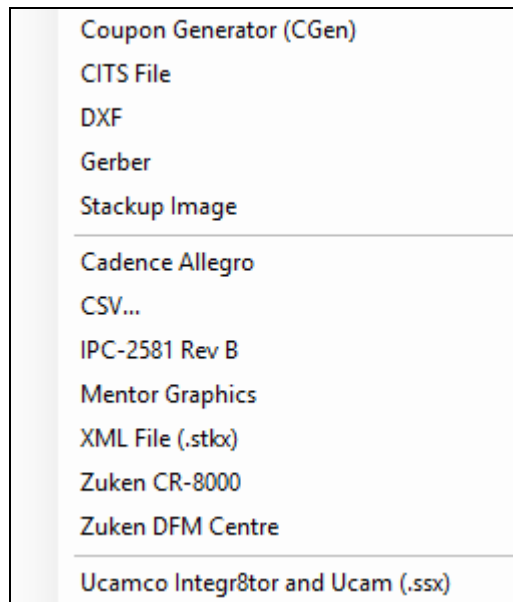 Coupon Generator (CGen)
CITS File
DXF
Gerber
Stackup Image
Cadence Allegro
CSV...
IPC-2581 Rev B
Mentor Graphics
XML File (.stkx)
Zuken CR-8000
Zuken DFM Centre
Ucamco Integr8tor and Ucam (.ssx)